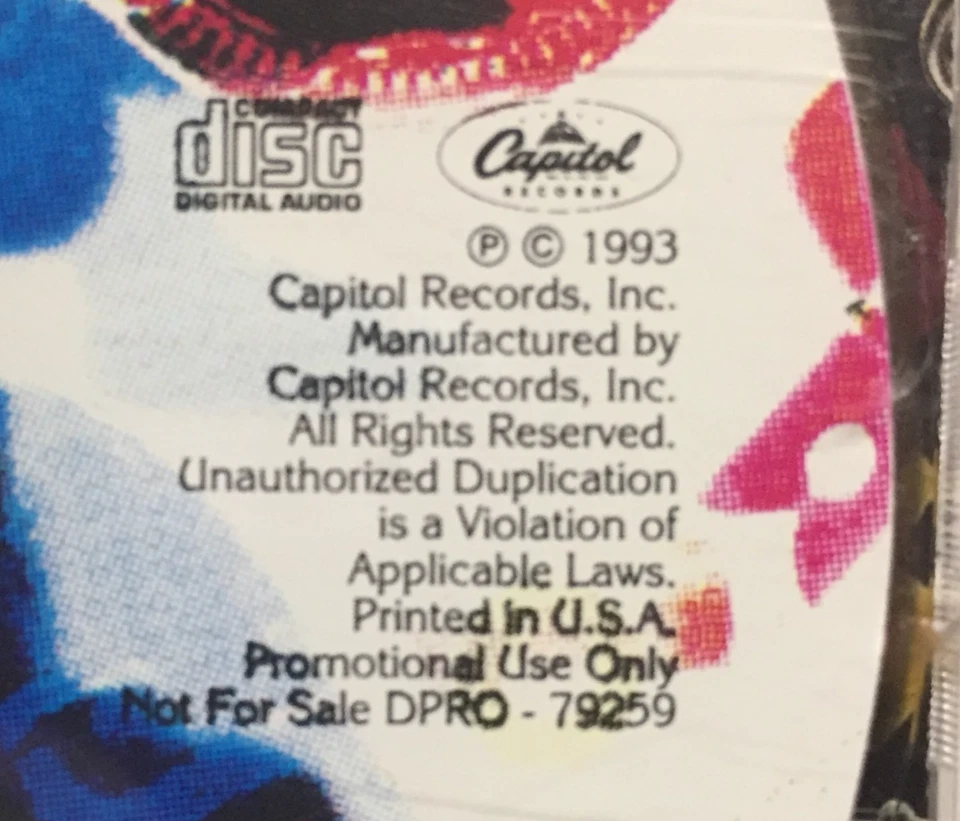 COMPACT
disc
DIGITAL AUDIO
Capitol
RECORDS
Ⓟ Ⓒ 1993
Capitol Records, Inc.
Manufactured by
Capitol Records, Inc.
All Rights Reserved.
Unauthorized Duplication
is a Violation of
Applicable Laws.
Printed in U.S.A.
Promotional Use Only
Not For Sale DPRO - 79259